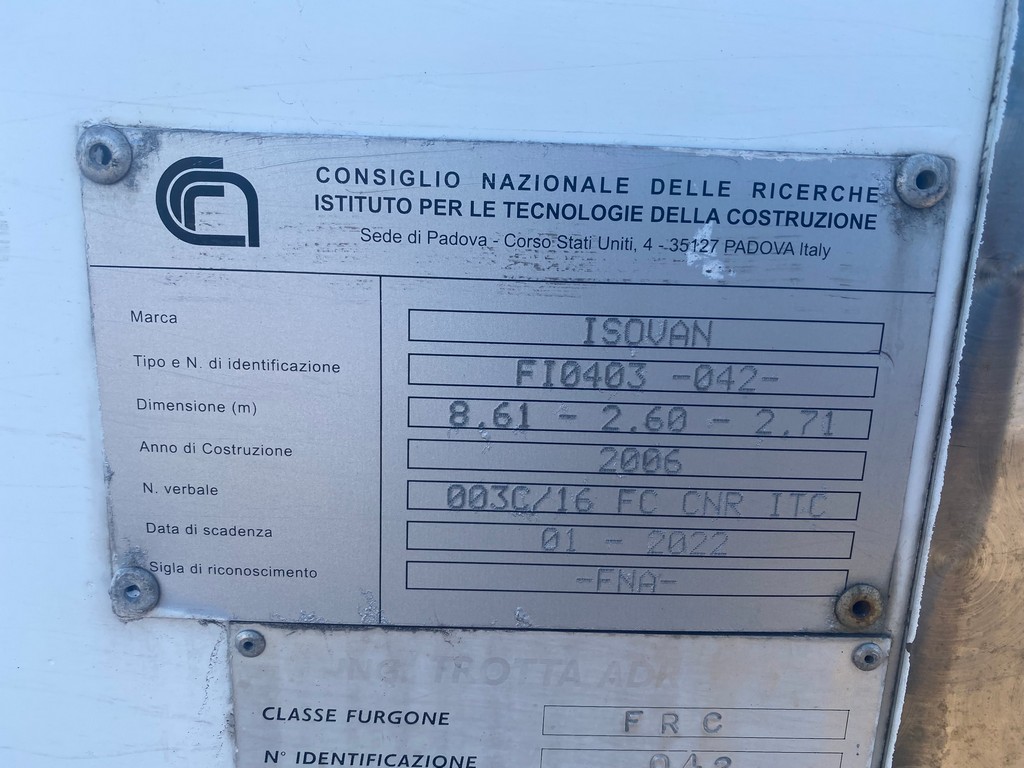 CONSIGLIO NAZIONALE DELLE RICERCHE
ISTITUTO PER LE TECNOLOGIE DELLA COSTRUZIONE
Sede di Padova - Corso Stati Uniti, 4 - 35127 PADOVA Italy
Marca ISOVAN
Tipo e N. di identificazione FI0403 -042-
Dimensione (m) 8.61 - 2.60 - 2.71
Anno di Costruzione 2006
N. verbale 003C/16 FC CNR ITC
Data di scadenza 01 - 2022
Sigla di riconoscimento -FNA-
ING. TROTTA
CLASSE FURGONE FRC
N° IDENTIFICAZIONE